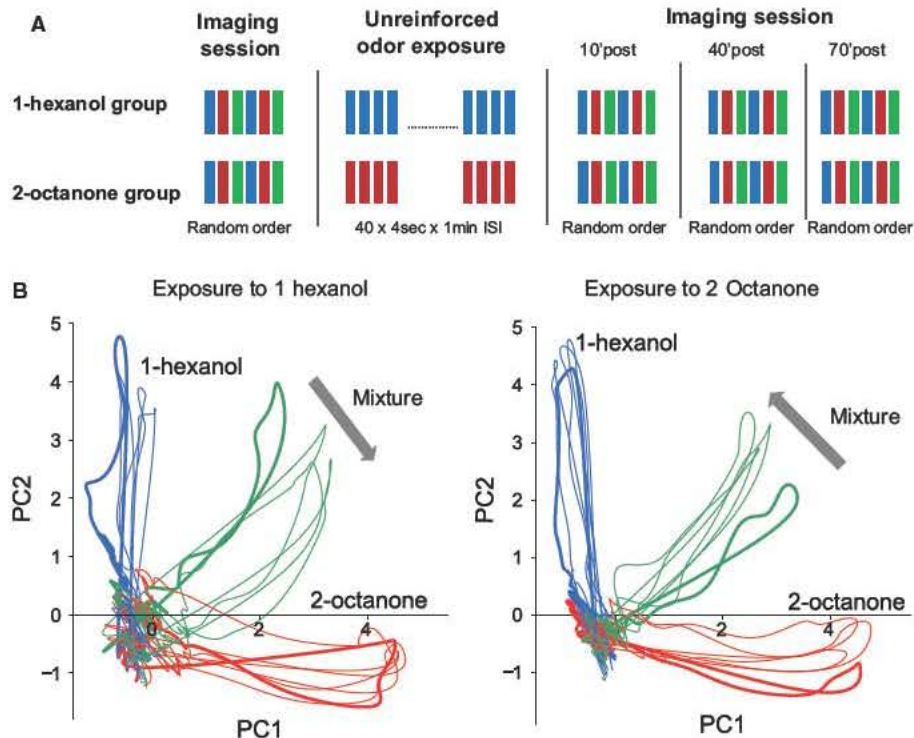 A
Imaging session
Unreinforced odor exposure
Imaging session
10'post
40'post
70'post
1-hexanol group
2-octanone group
Random order
40 x 4sec x 1min ISI
Random order
Random order
Random order
B
Exposure to 1 hexanol
Exposure to 2 Octanone
5
4
3
2
1
0
−1
PC2
1-hexanol
Mixture
2-octanone
0
2
4
PC1
5
4
3
2
1
0
−1
PC2
1-hexanol
Mixture
2-octanone
0
2
4
PC1